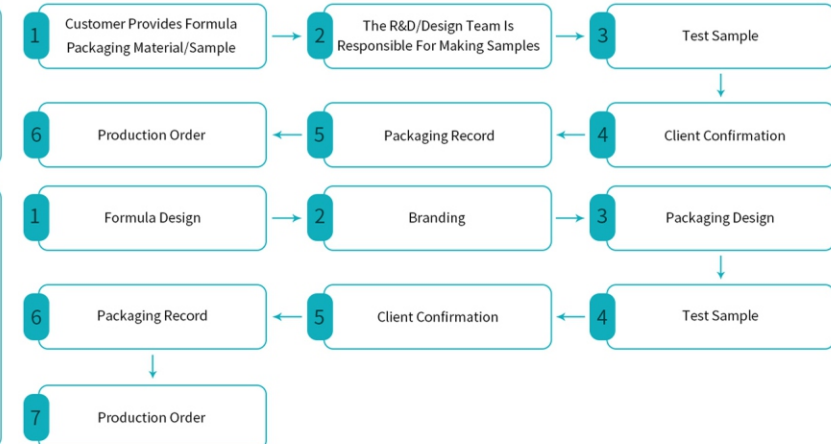 1
Customer Provides Formula
Packaging Material/Sample
2
The R&D/Design Team Is
Responsible For Making Samples
3
Test Sample
6
Production Order
5
Packaging Record
4
Client Confirmation
1
Formula Design
2
Branding
3
Packaging Design
6
Packaging Record
5
Client Confirmation
4
Test Sample
7
Production Order